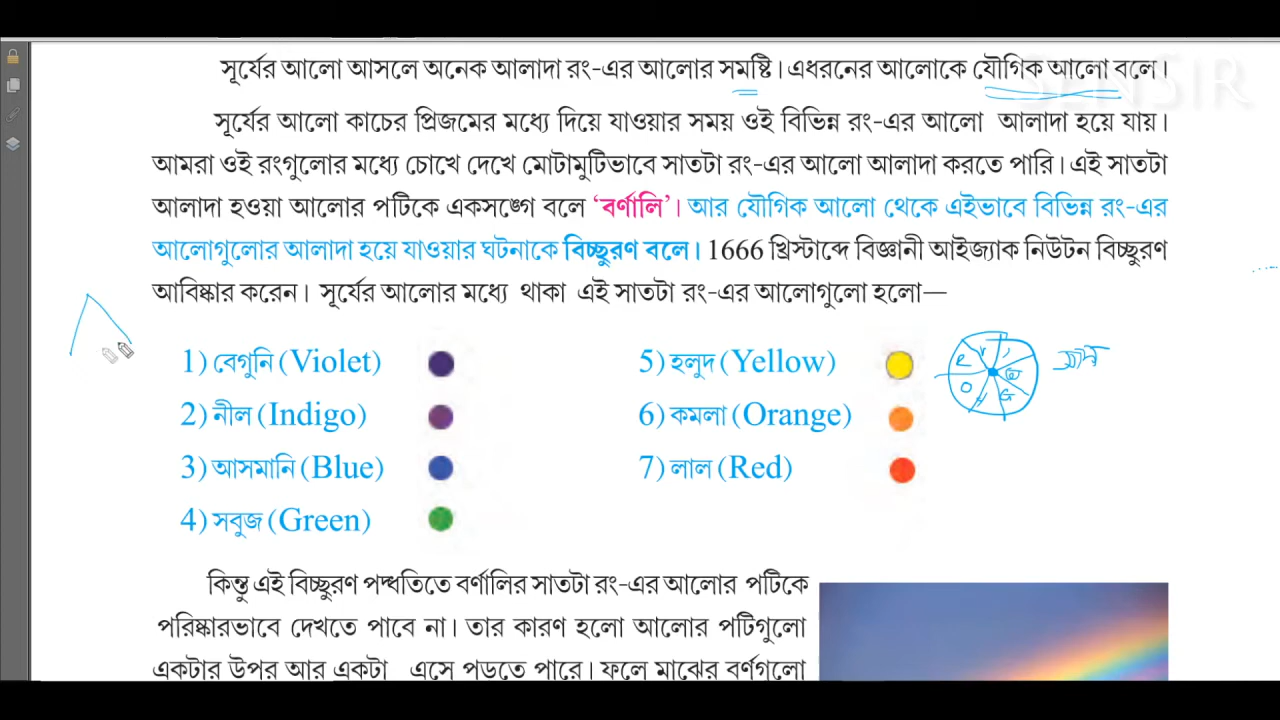 সূর্যের আলো আসলে অনেক আলাদা রং-এর আলোর সমষ্টি। এধরনের আলোকে যৌগিক আলো বলে।
SENSIR
সূর্যের আলো কাচের প্রিজমের মধ্যে দিয়ে যাওয়ার সময় ওই বিভিন্ন রং-এর আলো আলাদা হয়ে যায়।
আমরা ওই রংগুলোর মধ্যে চোখে দেখে মোটামুটিভাবে সাতটা রং-এর আলো আলাদা করতে পারি। এই সাতটা
আলাদা হওয়া আলোর পটিকে একসঙ্গে বলে ‘বর্ণালি’। আর যৌগিক আলো থেকে এইভাবে বিভিন্ন রং-এর
আলোগুলোর আলাদা হয়ে যাওয়ার ঘটনাকে বিচ্ছুরণ বলে। 1666 খ্রিস্টাব্দে বিজ্ঞানী আইজ্যাক নিউটন বিচ্ছুরণ
আবিষ্কার করেন। সূর্যের আলোর মধ্যে থাকা এই সাতটা রং-এর আলোগুলো হলো—
1) বেগুনি (Violet)
2) নীল (Indigo)
3) আসমানি (Blue)
4) সবুজ (Green)
5) হলুদ (Yellow)
6) কমলা (Orange)
7) লাল (Red)
R V I B G Y O
কিন্তু এই বিচ্ছুরণ পদ্ধতিতে বর্ণালির সাতটা রং-এর আলোর পটিকে
পরিষ্কারভাবে দেখতে পাবে না। তার কারণ হলো আলোর পটিগুলো
একটার উপর আর একটা এসে পড়তে পারে। ফলে মাঝের বর্ণগুলো